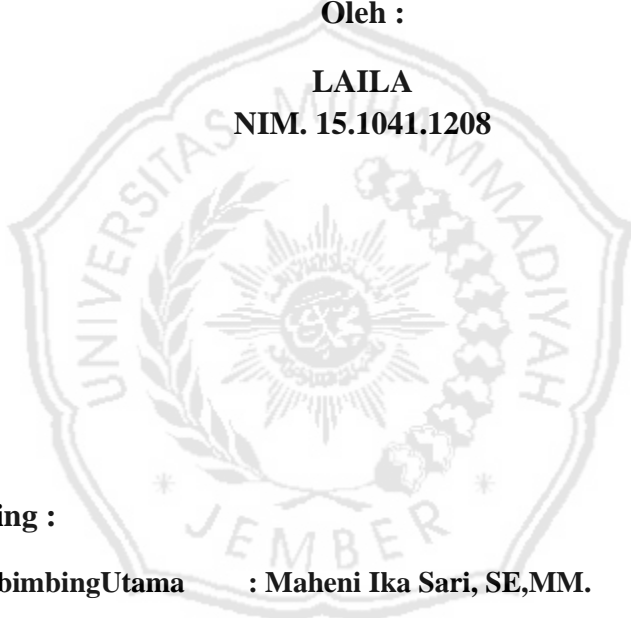 Oleh :
LAILA
NIM. 15.1041.1208
UNIVERSITAS MUHAMMADIYAH
JEMBER
ing :
bimbingUtama : Maheni Ika Sari, SE,MM.